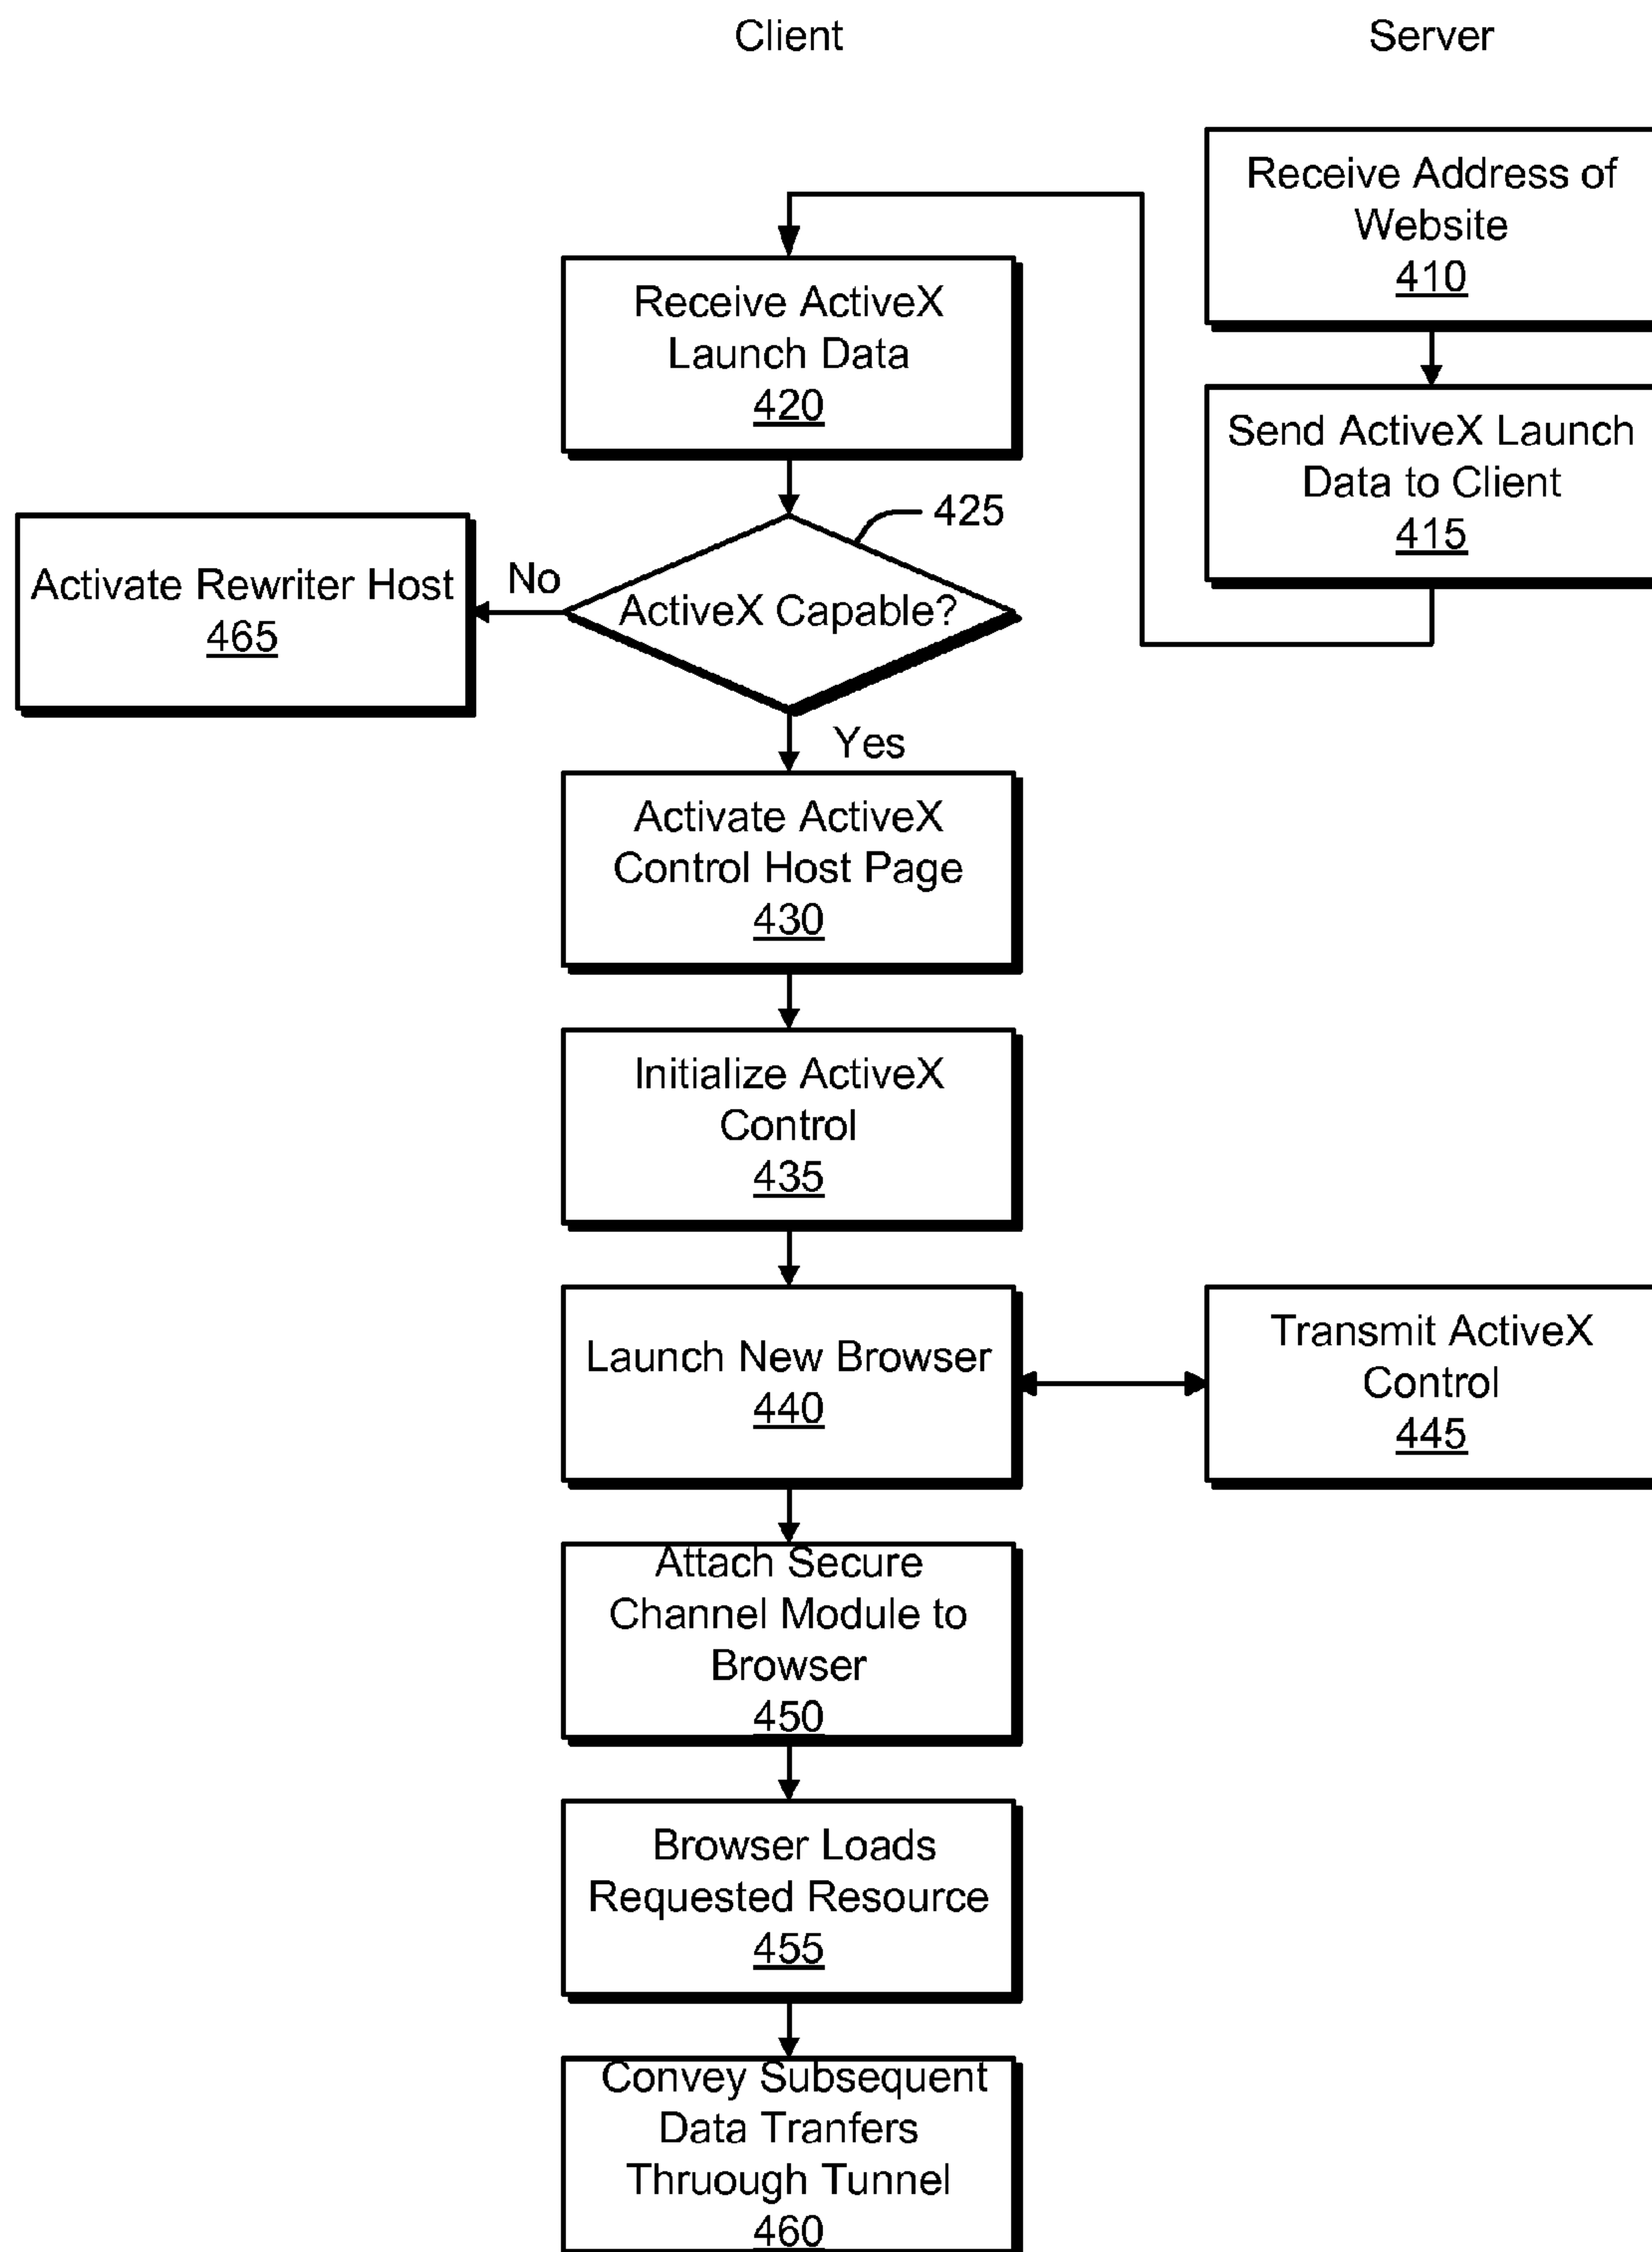 Client
Server
Receive Address of
Website
410
Receive ActiveX
Launch Data
420
Send ActiveX Launch
Data to Client
415
425
ActiveX Capable?
No
Activate Rewriter Host
465
Yes
Activate ActiveX
Control Host Page
430
Initialize ActiveX
Control
435
Launch New Browser
440
Transmit ActiveX
Control
445
Attach Secure
Channel Module to
Browser
450
Browser Loads
Requested Resource
455
Convey Subsequent
Data Tranfers
Thruough Tunnel
460